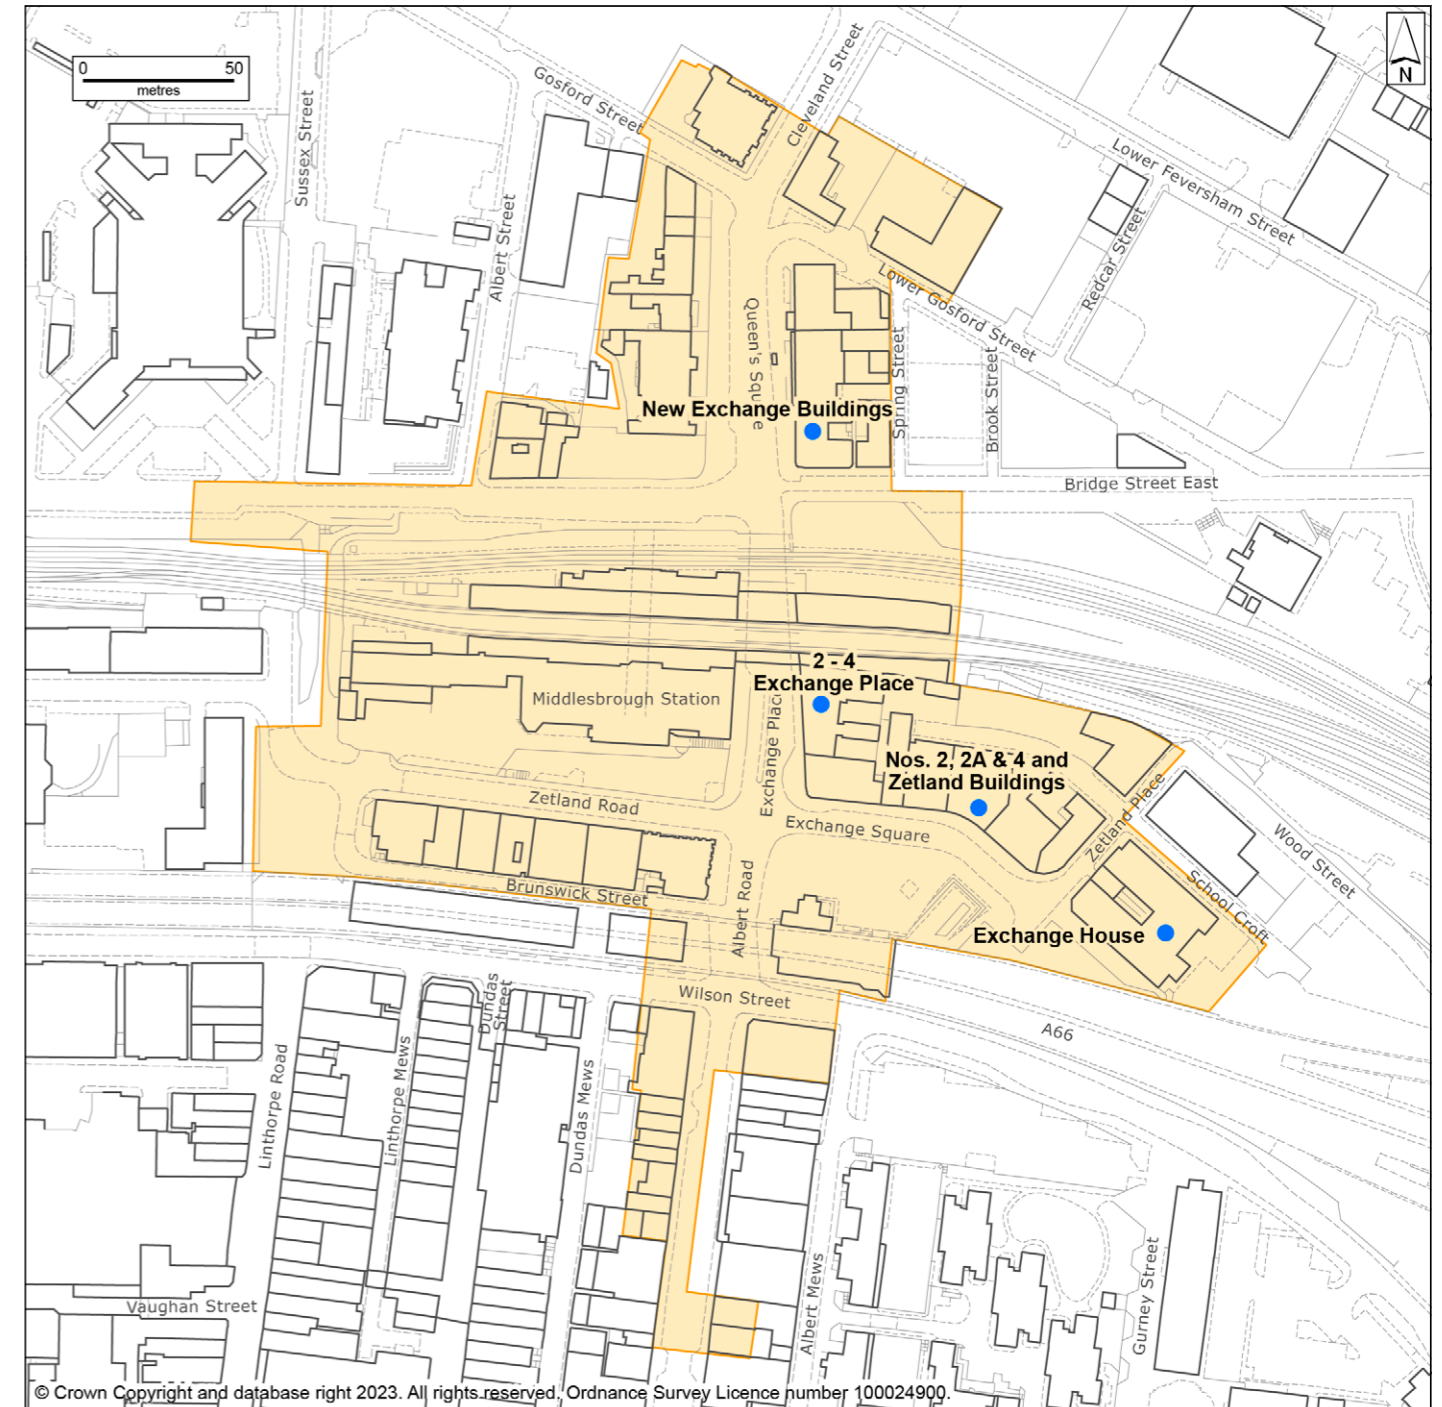 0 50
metres
N
Gosford Street
Cleveland Street
Sussex Street
Albert Street
Lower Feversham Street
Redcar Street
Lower Gosford Street
Queen's Square
Spring Street
Brook Street
New Exchange Buildings
Bridge Street East
2 - 4
Exchange Place
Middlesbrough Station
Exchange Place
Nos. 2, 2A & 4 and
Zetland Buildings
Zetland Road
Exchange Square
Zetland Place
Wood Street
School Croft
Brunswick Street
Albert Road
Exchange House
Wilson Street
A66
Dundas
Street
Linthorpe Road
Linthorpe Mews
Dundas Mews
Albert Mews
Gurney Street
Vaughan Street
© Crown Copyright and database right 2023. All rights reserved. Ordnance Survey Licence number 100024900.